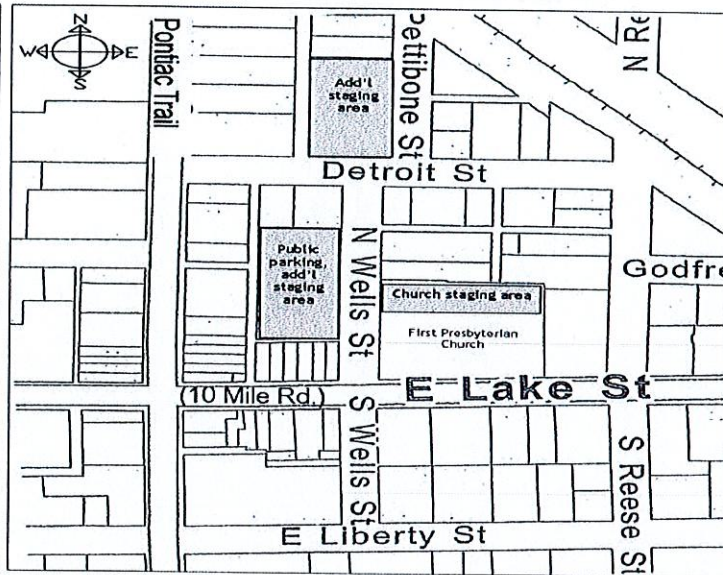 N
W E
S
Pontiac Trail
Pettibone St
N Re
Add'l
staging
area
Detroit St
Public
parking,
add'l
staging
area
N Wells St
Godfre
Church staging area
First Presbyterian
Church
(10 Mile Rd.)
E Lake St
S Wells St
S Reese St
E Liberty St